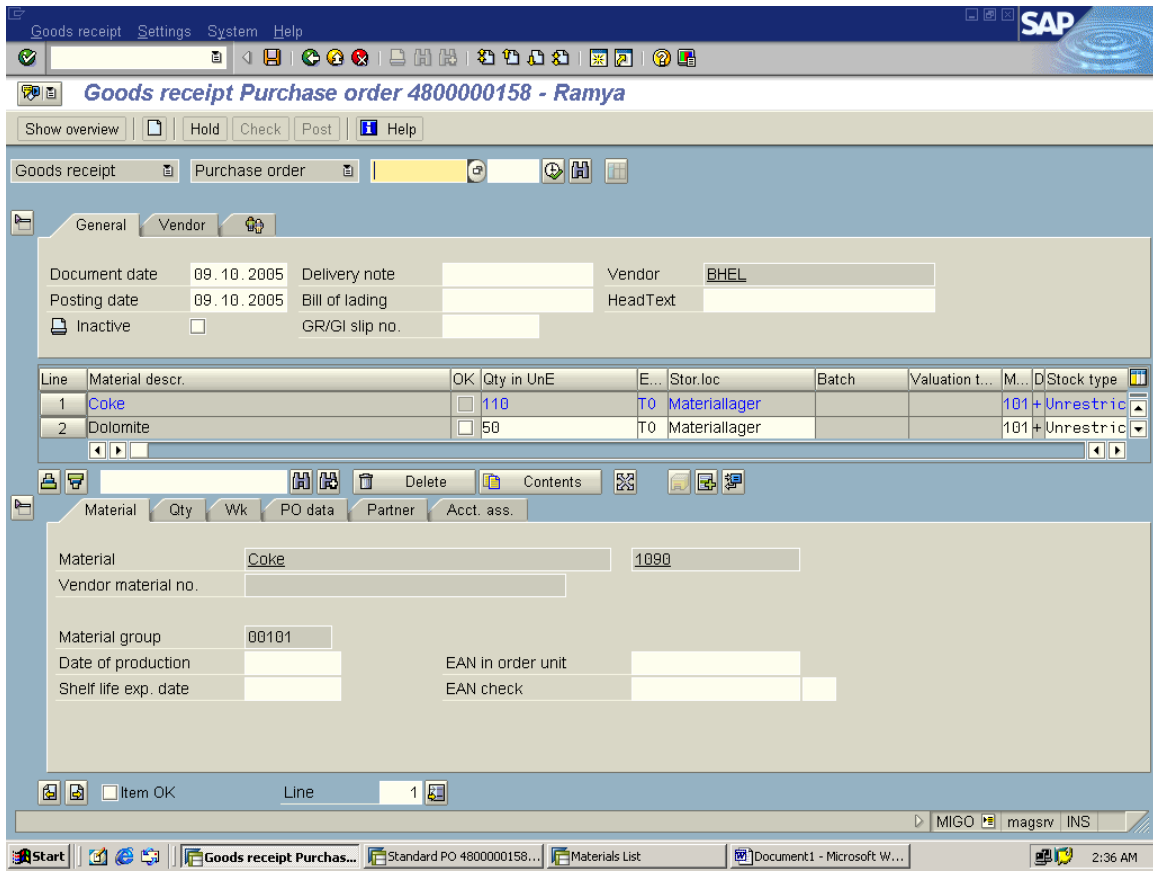 Goods receipt Settings System Help
SAP
Goods receipt Purchase order 4800000158 - Ramya
Show overview Hold Check Post Help
Goods receipt Purchase order
General Vendor
Document date 09.10.2005 Delivery note Vendor BHEL
Posting date 09.10.2005 Bill of lading HeadText
Inactive GR/GI slip no.
Line Material descr. OK Qty in UnE E... Stor.loc Batch Valuation t... M... D Stock type
1 Coke 110 TO Materiallager 101 + Unrestric
2 Dolomite 50 TO Materiallager 101 + Unrestric
Delete Contents
Material Qty Wk PO data Partner Acct. ass.
Material Coke 1090
Vendor material no.
Material group 00101
Date of production EAN in order unit
Shelf life exp. date EAN check
Item OK Line 1
MIGO magsrv INS
Start Goods receipt Purchas... Standard PO 4800000158... Materials List Document1 - Microsoft W... 2:36 AM